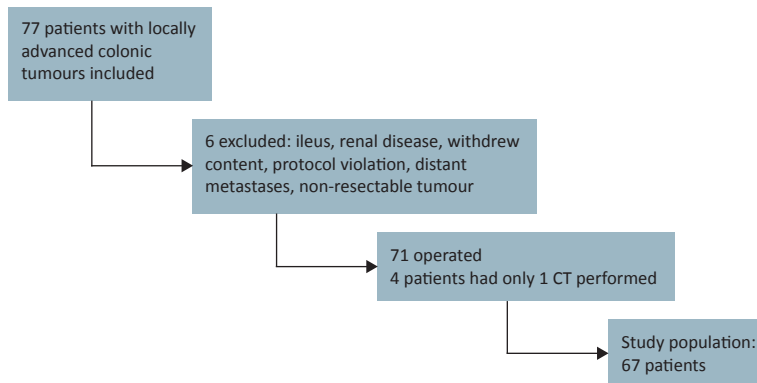 77 patients with locally
advanced colonic
tumours included
6 excluded: ileus, renal disease, withdrew
content, protocol violation, distant
metastases, non-resectable tumour
71 operated
4 patients had only 1 CT performed
Study population:
67 patients